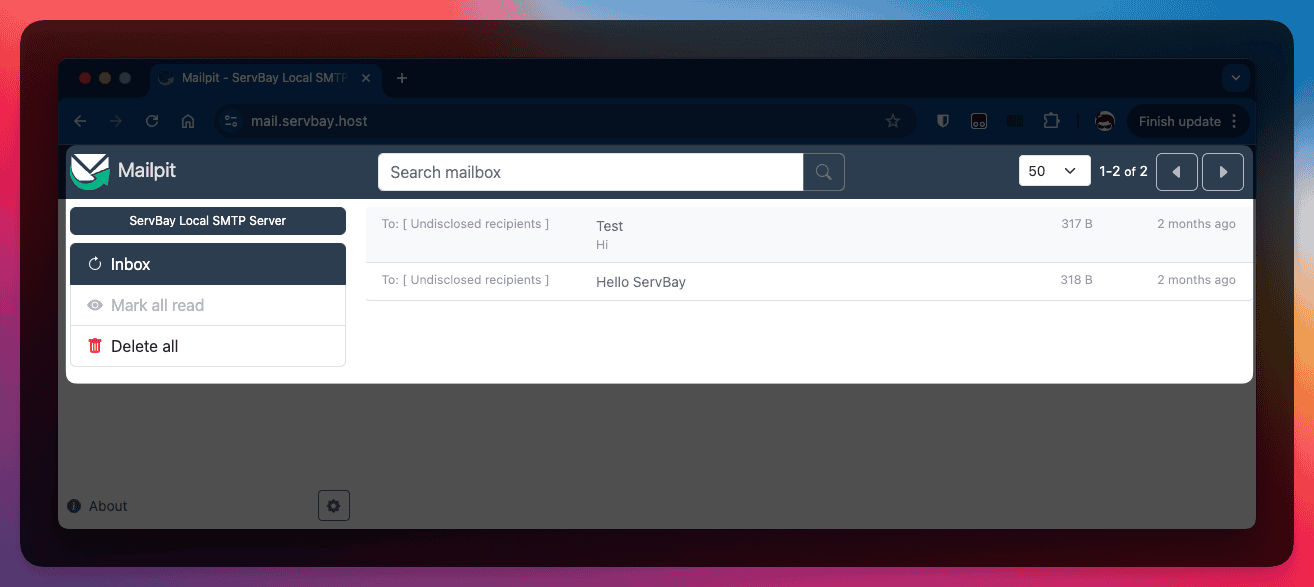 Mailpit - ServBay Local SMTP
mail.servbay.host
Finish update
Mailpit
Search mailbox
50
1-2 of 2
ServBay Local SMTP Server
Inbox
Mark all read
Delete all
To: [ Undisclosed recipients ]
Test
317 B
2 months ago
Hi
To: [ Undisclosed recipients ]
Hello ServBay
318 B
2 months ago
About